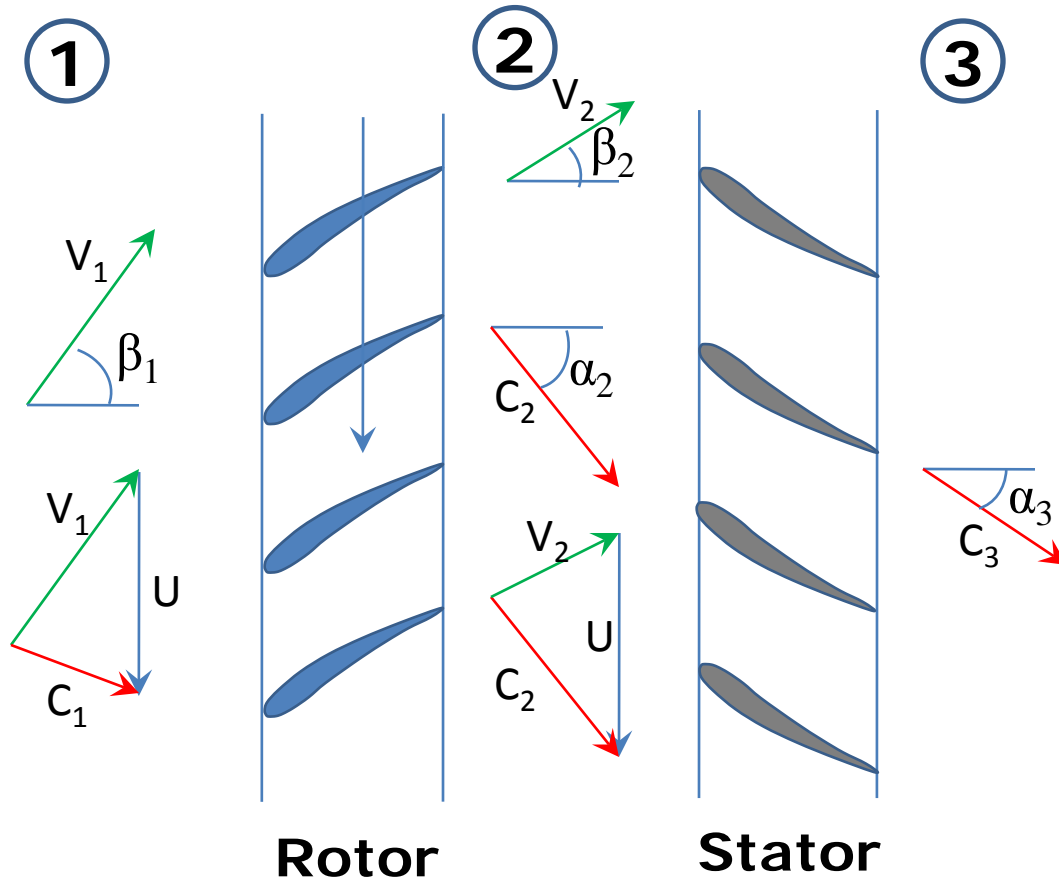 1
2
3
V₂
β₂
V₁
β₁
α₂
C₂
V₁
U
C₁
V₂
U
C₂
α₃
C₃
Rotor
Stator